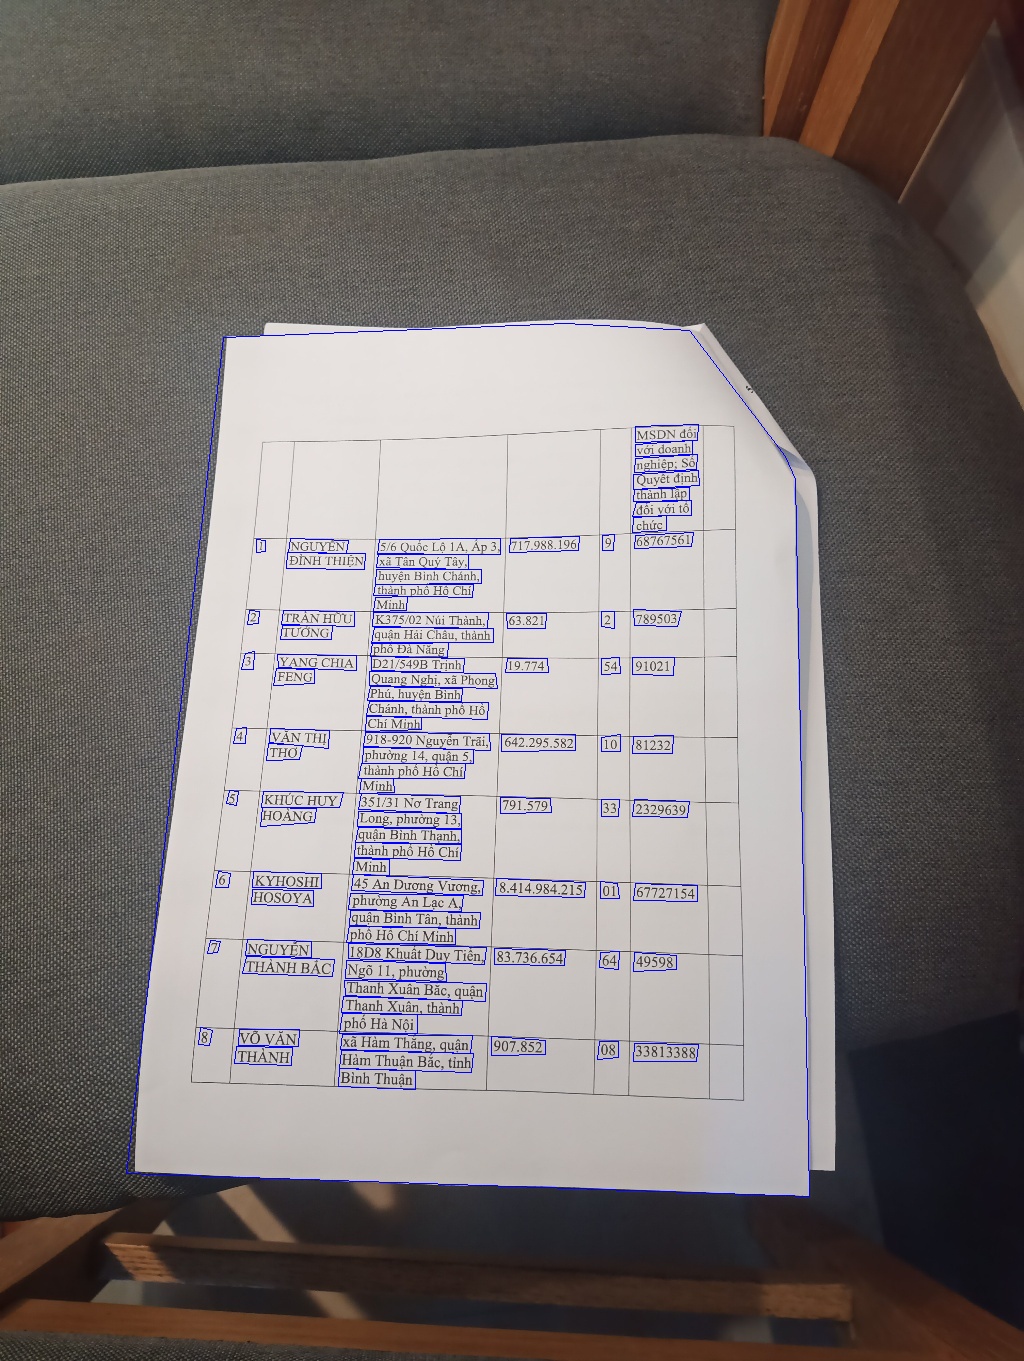 MSDN đối
với doanh
nghiệp; Số
Quyết định
thành lập
đối với tổ
chức
1 NGUYỄN ĐÌNH THIỆN 5/6 Quốc Lộ 1A, Ấp 3, 717.988.196 9 68767561
xã Tân Quý Tây,
huyện Bình Chánh,
thành phố Hồ Chí
Minh
2 TRẦN HỮU TƯỚNG K375/02 Núi Thành, 63.821 2 789503
quận Hải Châu, thành
phố Đà Nẵng
3 YANG CHIA FENG D21/549B Trịnh 19.774 54 91021
Quang Nghị, xã Phong
Phú, huyện Bình
Chánh, thành phố Hồ
Chí Minh
4 VĂN THỊ THƠ 918-920 Nguyễn Trãi, 642.295.582 10 81232
phường 14, quận 5,
thành phố Hồ Chí
Minh
5 KHÚC HUY HOÀNG 351/31 Nơ Trang 791.579 33 2329639
Long, phường 13,
quận Bình Thạnh,
thành phố Hồ Chí
Minh
6 KYHOSHI HOSOYA 45 An Dương Vương, 8.414.984.215 01 67727154
phường An Lạc A,
quận Bình Tân, thành
phố Hồ Chí Minh
7 NGUYỄN THÀNH BẮC 18D8 Khuất Duy Tiến, 83.736.654 64 49598
Ngõ 11, phường
Thanh Xuân Bắc, quận
Thanh Xuân, thành
phố Hà Nội
8 VÕ VĂN THÀNH xã Hàm Thắng, quận 907.852 08 33813388
Hàm Thuận Bắc, tỉnh
Bình Thuận